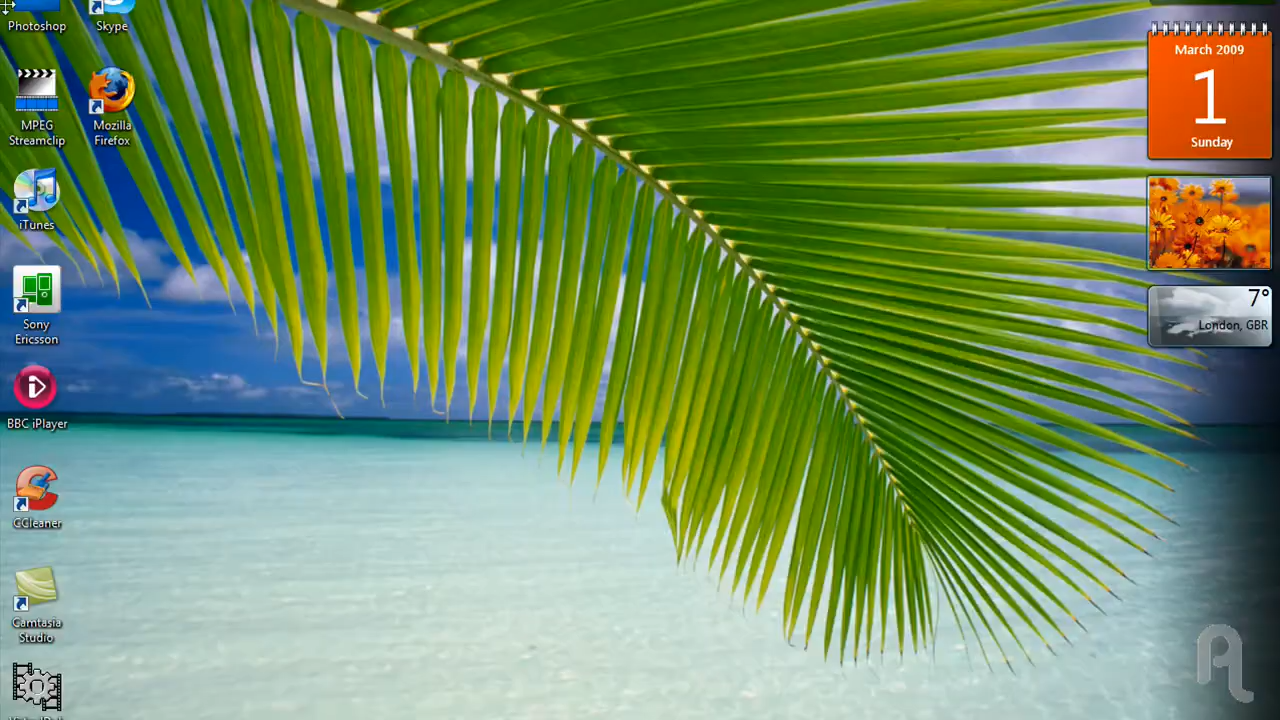 Photoshop
Skype
MPEG
Streamclip
Mozilla
Firefox
iTunes
Sony
Ericsson
BBC iPlayer
CCleaner
Camtasia
Studio
March 2009
1
Sunday
7°
London, GBR